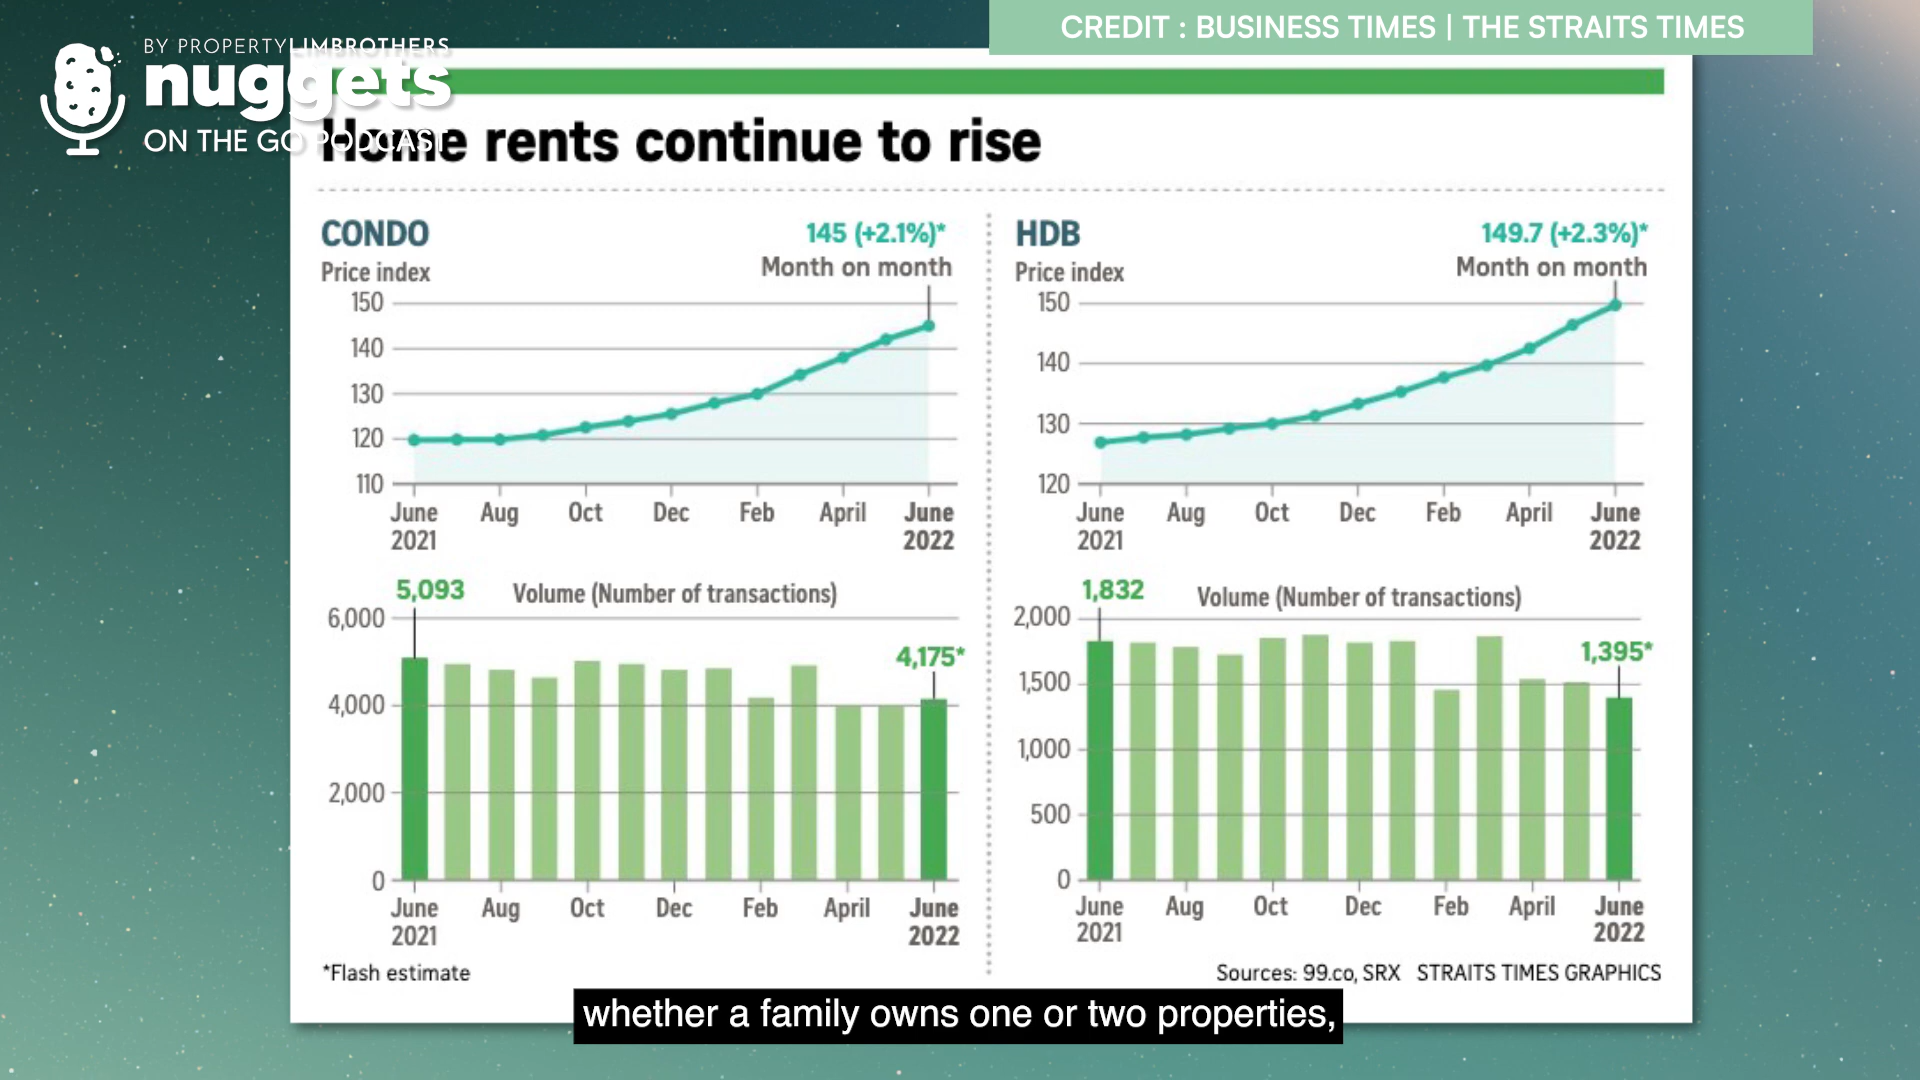 CREDIT : BUSINESS TIMES | THE STRAITS TIMES
BY PROPERTYLIMBROTHERS
nuggets
ON THE GO PODCAST
Home rents continue to rise
CONDO
145 (+2.1%)*
Price index
Month on month
150
140
130
120
110
June Aug Oct Dec Feb April June
2021 2022
5,093
Volume (Number of transactions)
6,000
4,175*
4,000
2,000
0
June Aug Oct Dec Feb April June
2021 2022
*Flash estimate
HDB
149.7 (+2.3%)*
Price index
Month on month
150
140
130
120
June Aug Oct Dec Feb April June
2021 2022
1,832
Volume (Number of transactions)
2,000
1,395*
1,500
1,000
500
0
June Aug Oct Dec Feb April June
2021 2022
Sources: 99.co, SRX STRAITS TIMES GRAPHICS
whether a family owns one or two properties,